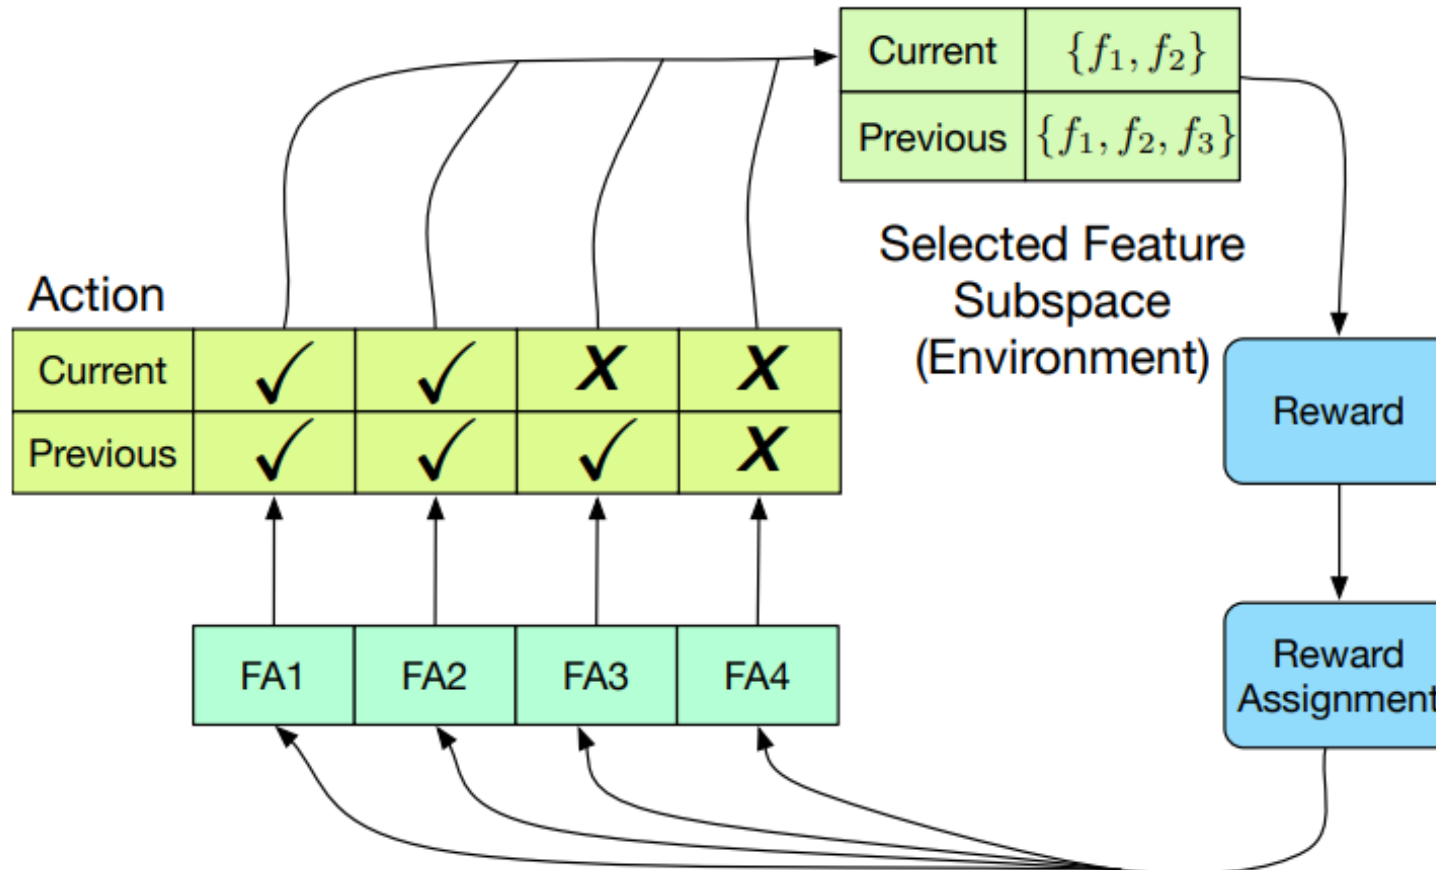 Current {f₁, f₂}
Previous {f₁, f₂, f₃}
Selected Feature
Subspace
(Environment)
Action
Current ✓ ✓ X X
Previous ✓ ✓ ✓ X
Reward
FA1 FA2 FA3 FA4
Reward
Assignment